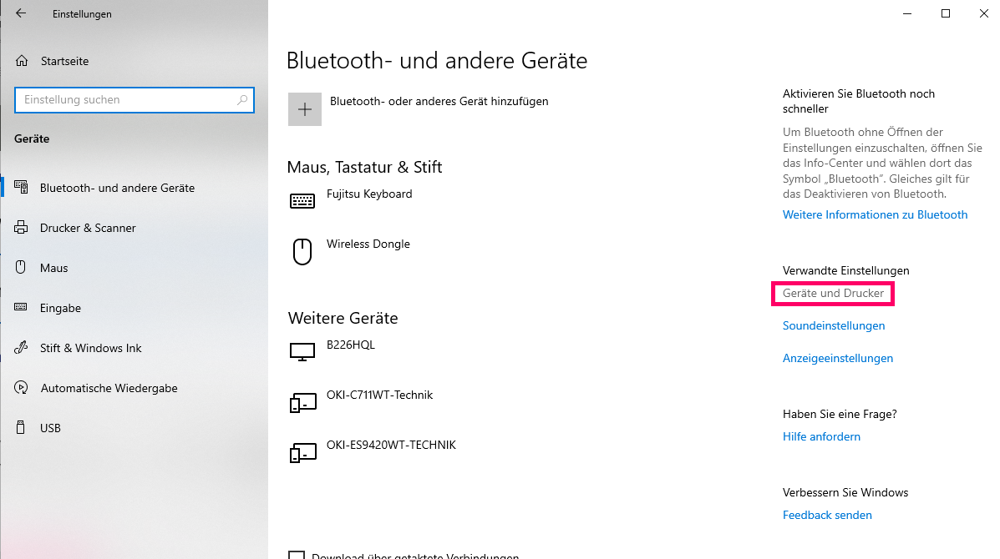 Einstellungen
Startseite
Einstellung suchen
Geräte
Bluetooth- und andere Geräte
Drucker & Scanner
Maus
Eingabe
Stift & Windows Ink
Automatische Wiedergabe
USB
Bluetooth- und andere Geräte
Bluetooth- oder anderes Gerät hinzufügen
Maus, Tastatur & Stift
Fujitsu Keyboard
Wireless Dongle
Weitere Geräte
B226HQL
OKI-C711WT-Technik
OKI-ES9420WT-TECHNIK
Download über getaktete Verbindungen
Aktivieren Sie Bluetooth noch
schneller
Um Bluetooth ohne Öffnen der
Einstellungen einzuschalten, öffnen Sie
das Info-Center und wählen dort das
Symbol „Bluetooth“. Gleiches gilt für
das Deaktivieren von Bluetooth.
Weitere Informationen zu Bluetooth
Verwandte Einstellungen
Geräte und Drucker
Soundeinstellungen
Anzeigeeinstellungen
Haben Sie eine Frage?
Hilfe anfordern
Verbessern Sie Windows
Feedback senden